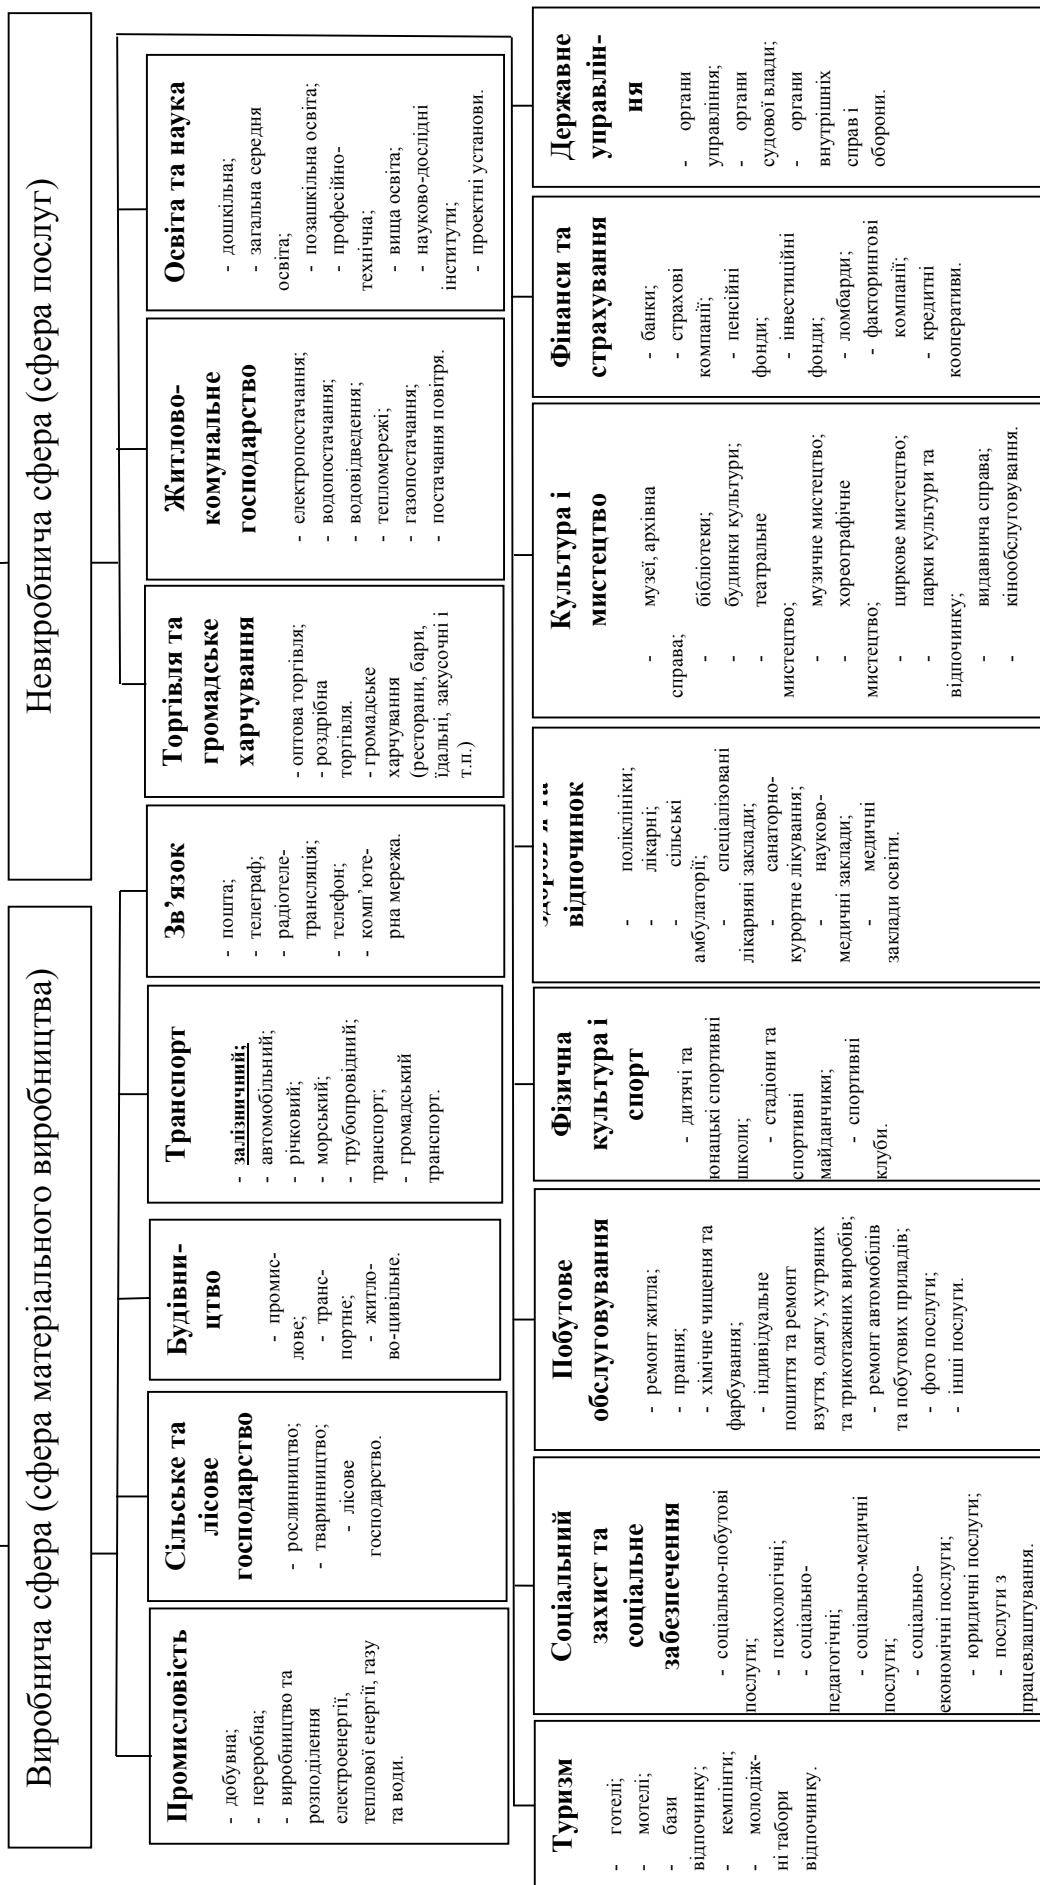 Виробнича сфера (сфера матеріального виробництва)
Невиробнича сфера (сфера послуг)
Промисловість
- добувна;
- переробна;
- виробництво та
розподілення
електроенергії,
теплової енергії, газу
та води.
Сільське та
лісове
господарство
- рослинництво;
- тваринництво;
- лісове
господарство.
Будівни-
цтво
- промис-
лове;
- транс-
портне;
- житло-
во-цивільне.
Транспорт
- залізничний;
- автомобільний;
- річковий;
- морський;
- трубопровідний;
транспорт;
- громадський
транспорт.
Зв’язок
- пошта;
- телеграф;
- радіотеле-
трансляція;
- телефон;
- комп’юте-
рна мережа.
Торгівля та
громадське
харчування
- оптова торгівля;
- роздрібна
торгівля.
- громадське
харчування
(ресторани, бари,
їдальні, закусочні і
т.п.)
Житлово-
комунальне
господарство
- електропостачання;
- водопостачання;
- водовідведення;
- тепломережі;
- газопостачання;
- постачання повітря.
Освіта та наука
- дошкільна;
- загальна середня
освіта;
- позашкільна освіта;
- професійно-
технічна;
- вища освіта;
- науково-дослідні
інститути;
- проектні установи.
Туризм
- готелі;
- мотелі;
- бази
відпочинку;
- кемпінги;
- молодіж-
ні табори
відпочинку.
Соціальний
захист та
соціальне
забезпечення
- соціально-побутові
послуги;
- психологічні;
- соціально-
педагогічні;
- соціально-медичні
послуги;
- соціально-
економічні послуги;
- юридичні послуги;
- послуги з
працевлаштування.
Побутове
обслуговування
- ремонт житла;
- прання;
- хімічне чищення та
фарбування;
- індивідуальне
пошиття та ремонт
взуття, одягу, хутряних
та трикотажних виробів;
- ремонт автомобілів
та побутових приладів;
- фото послуги;
- інші послуги.
Фізична
культура і
спорт
- дитячі та
юнацькі спортивні
школи;
- стадіони та
спортивні
майданчики;
- спортивні
клуби.
здоров’я та
відпочинок
- поліклініки;
- лікарні;
- сільські
амбулаторії;
- спеціалізовані
лікарняні заклади;
- санаторно-
курортне лікування;
- науково-
медичні заклади;
- медичні
заклади освіти.
Культура і
мистецтво
- музеї, архівна
справа;
- бібліотеки;
- будинки культури;
- театральне
мистецтво;
- музичне мистецтво;
- хореографічне
мистецтво;
- циркове мистецтво;
- парки культури та
відпочинку;
- видавнича справа;
- кінообслуговування.
Фінанси та
страхування
- банки;
- страхові
компанії;
- пенсійні
фонди;
- інвестиційні
фонди;
- ломбарди;
- факторингові
компанії;
- кредитні
кооперативи.
Державне
управлін-
ня
- органи
управління;
- органи
судової влади;
- органи
внутрішніх
справ і
оборони.